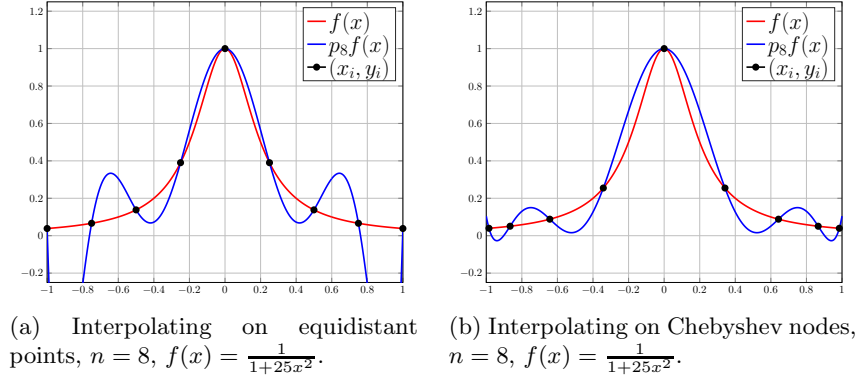 f(x)
p₈f(x)
(xᵢ, yᵢ)
1.2
1
0.8
0.6
0.4
0.2
0
−0.2
−1 −0.8 −0.6 −0.4 −0.2 0 0.2 0.4 0.6 0.8 1
(a) Interpolating on equidistant
points, n = 8, f(x) = 1/(1+25x²).
f(x)
p₈f(x)
(xᵢ, yᵢ)
1.2
1
0.8
0.6
0.4
0.2
0
−0.2
−1 −0.8 −0.6 −0.4 −0.2 0 0.2 0.4 0.6 0.8 1
(b) Interpolating on Chebyshev nodes,
n = 8, f(x) = 1/(1+25x²).